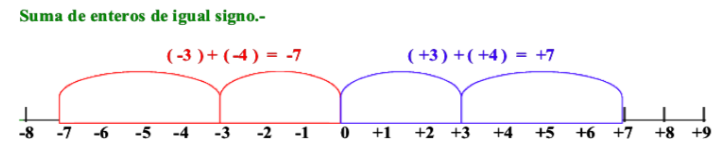 Suma de enteros de igual signo.-
( -3 ) + ( -4 ) = -7
( +3 ) + ( +4 ) = +7
-8 -7 -6 -5 -4 -3 -2 -1 0 +1 +2 +3 +4 +5 +6 +7 +8 +9